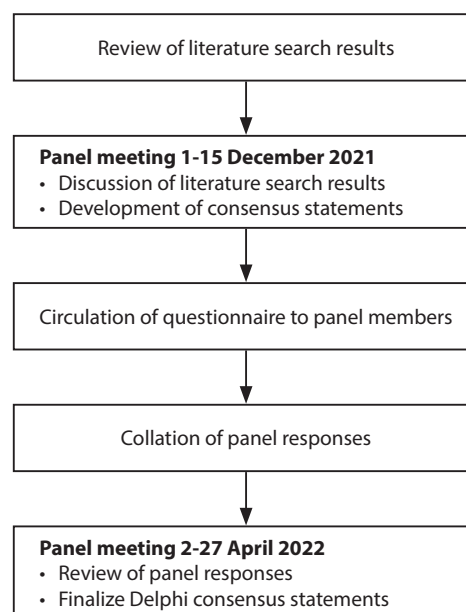 Review of literature search results
Panel meeting 1-15 December 2021
• Discussion of literature search results
• Development of consensus statements
Circulation of questionnaire to panel members
Collation of panel responses
Panel meeting 2-27 April 2022
• Review of panel responses
• Finalize Delphi consensus statements